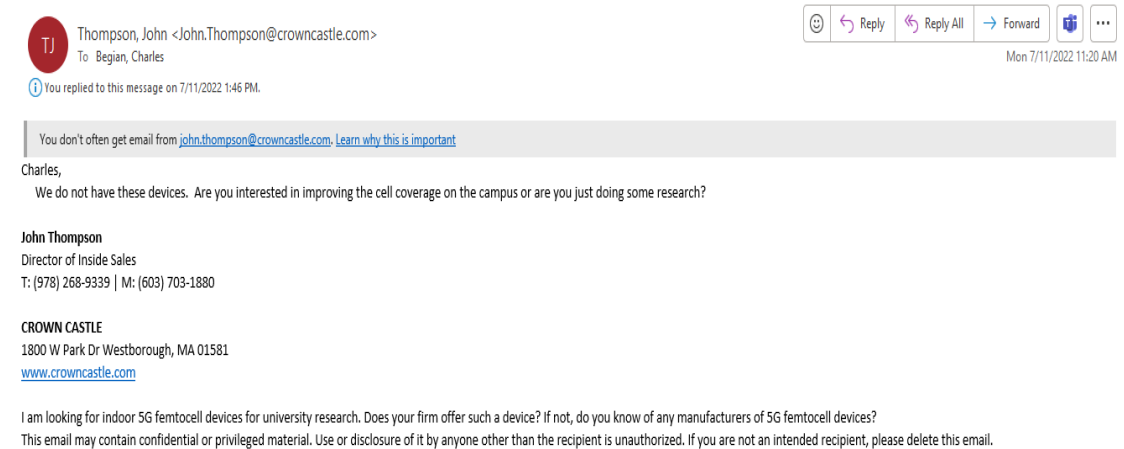 TJ
Thompson, John <John.Thompson@crowncastle.com>
To Begian, Charles
Reply
Reply All
Forward
Mon 7/11/2022 11:20 AM
You replied to this message on 7/11/2022 1:46 PM.
You don't often get email from john.thompson@crowncastle.com. Learn why this is important
Charles,
We do not have these devices. Are you interested in improving the cell coverage on the campus or are you just doing some research?
John Thompson
Director of Inside Sales
T: (978) 268-9339 | M: (603) 703-1880
CROWN CASTLE
1800 W Park Dr Westborough, MA 01581
www.crowncastle.com
I am looking for indoor 5G femtocell devices for university research. Does your firm offer such a device? If not, do you know of any manufacturers of 5G femtocell devices?
This email may contain confidential or privileged material. Use or disclosure of it by anyone other than the recipient is unauthorized. If you are not an intended recipient, please delete this email.